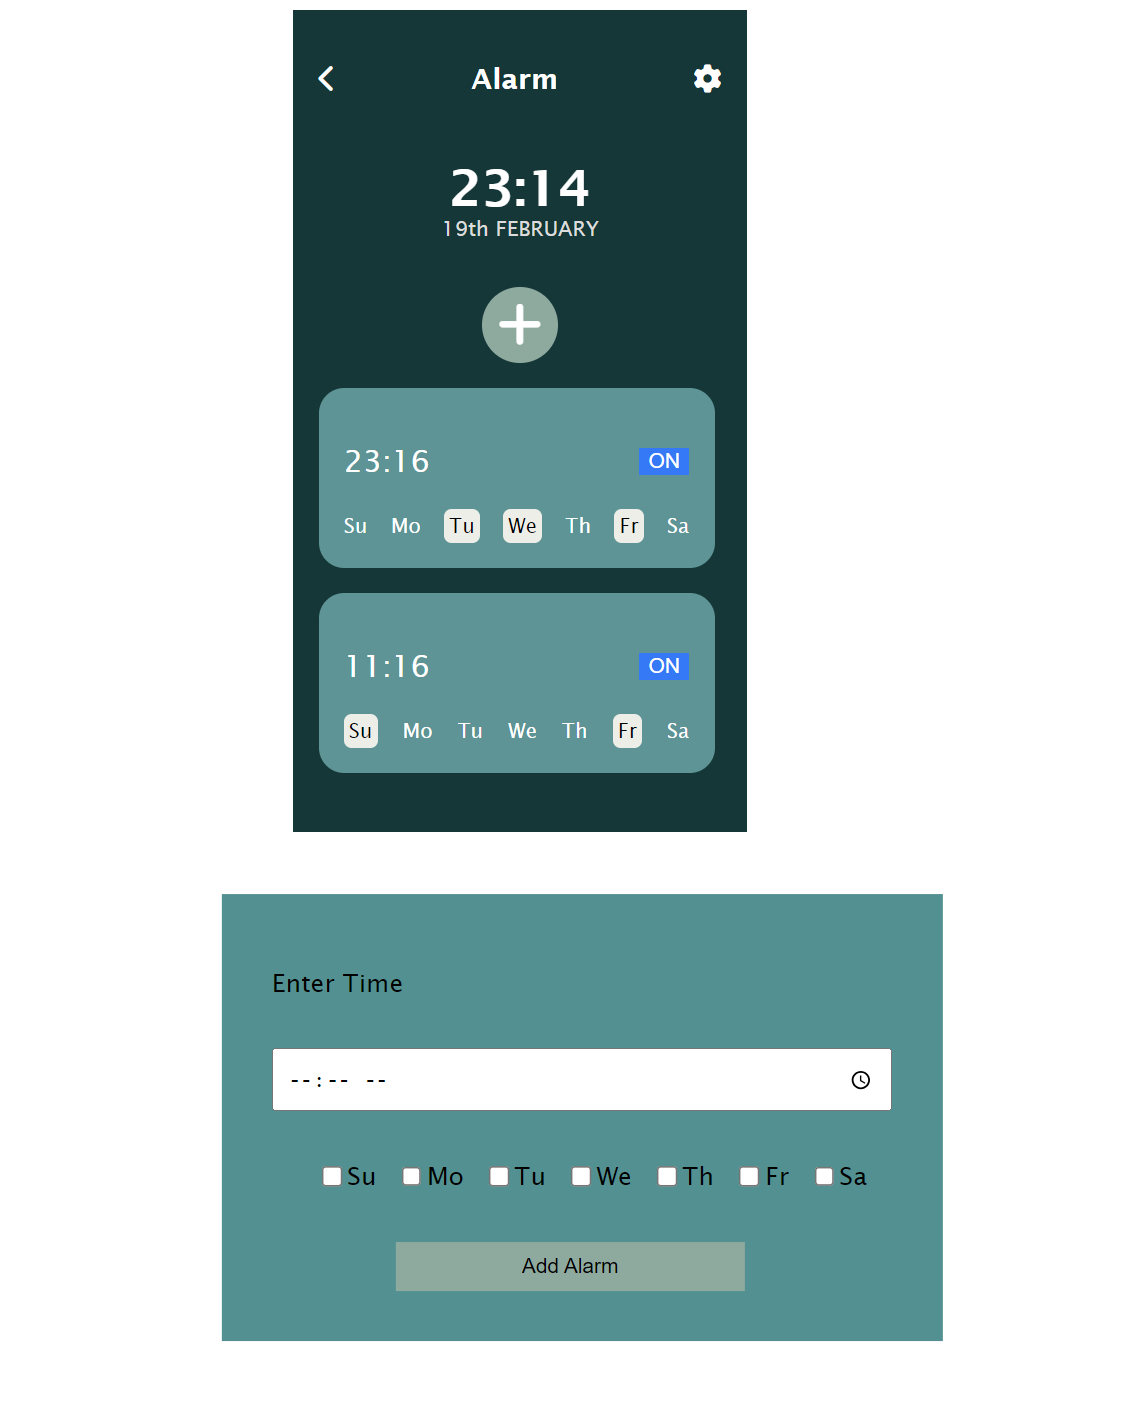 Alarm
23:14
19th FEBRUARY
23:16 ON
Su Mo Tu We Th Fr Sa
11:16 ON
Su Mo Tu We Th Fr Sa
Enter Time
--:-- --
Su Mo Tu We Th Fr Sa
Add Alarm